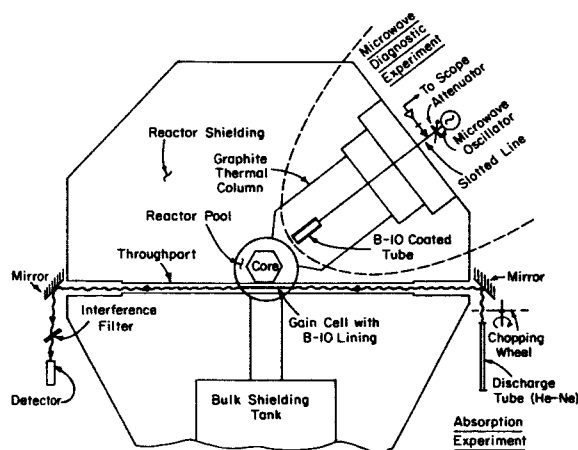 Microwave
Diagnostic
Experiment
To Scope
Attenuator
Microwave
Oscillator
Slotted Line
Reactor Shielding
Graphite
Thermal
Column
Reactor Pool
B-10 Coated
Tube
Throughport
Core
Mirror
Mirror
Interference
Filter
Gain Cell with
B-10 Lining
Chopping
Wheel
Detector
Bulk Shielding
Tank
Discharge
Tube (He-Ne)
Absorption
Experiment